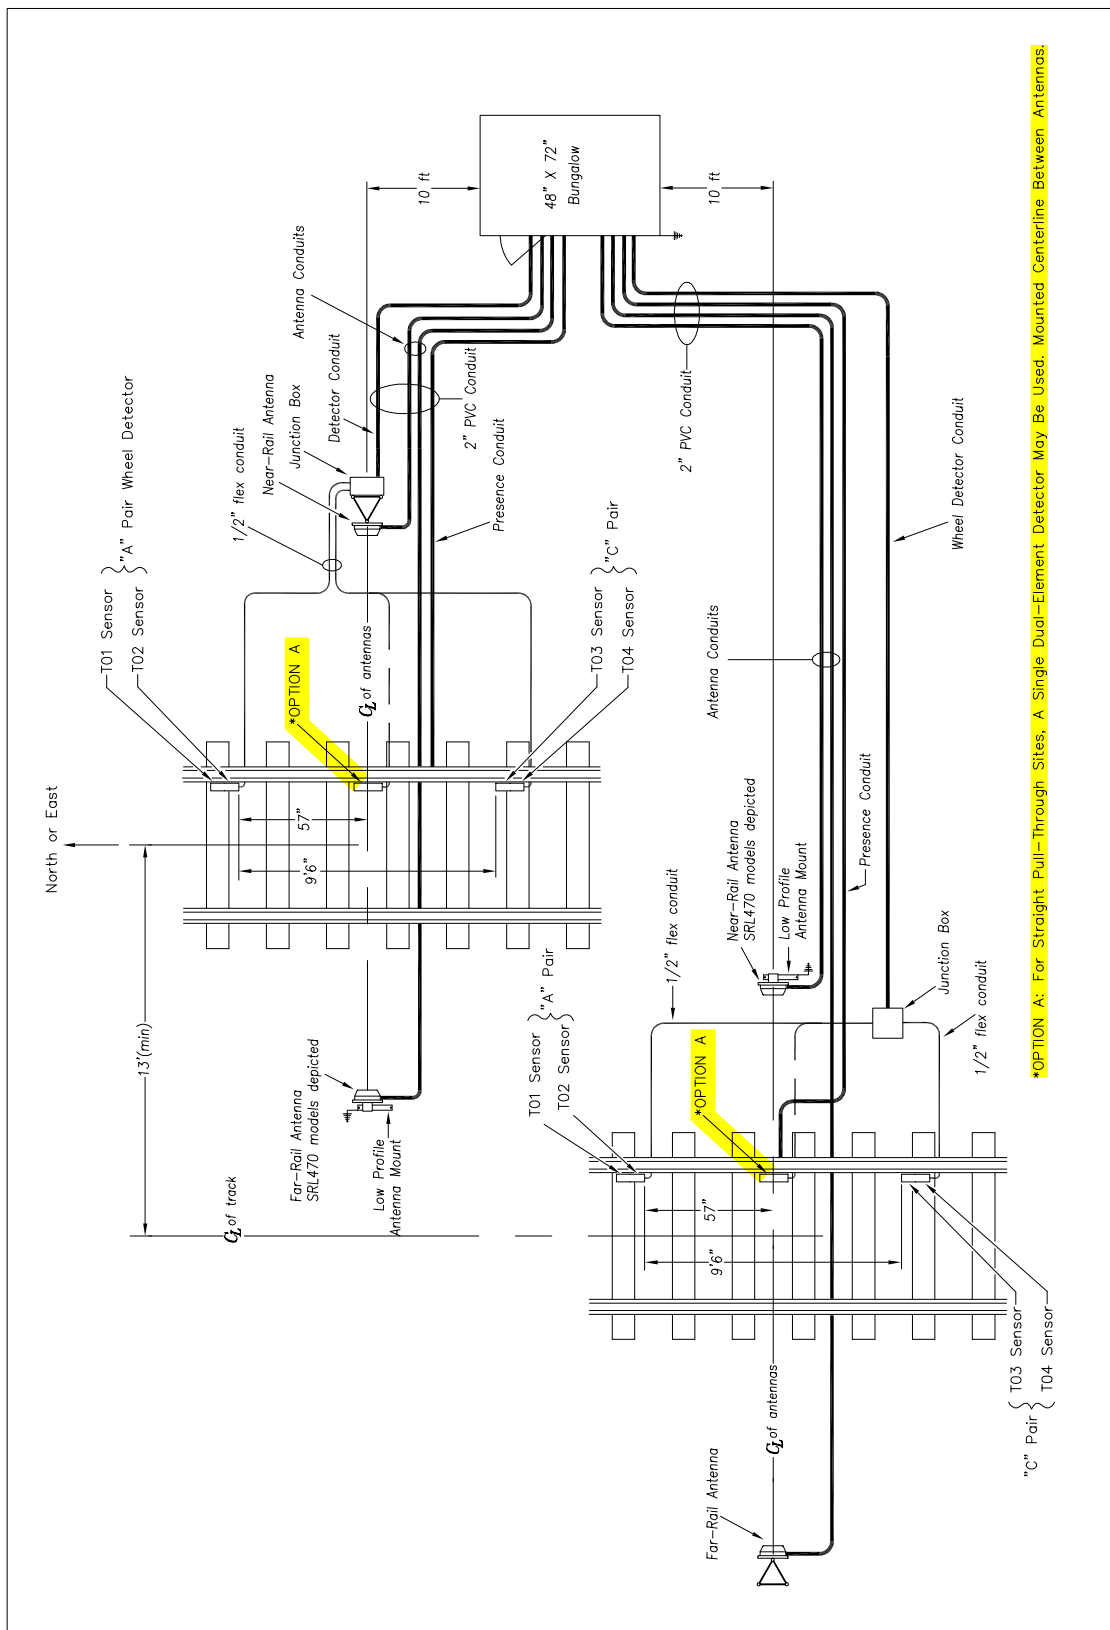 North or East
T01 Sensor
T02 Sensor
"A" Pair Wheel Detector
1/2" flex conduit
Near-Rail Antenna
Junction Box
Detector Conduit
Antenna Conduits
10 ft
48" X 72"
Bungalow
10 ft
2" PVC Conduit
Presence Conduit
T03 Sensor
T04 Sensor
"C" Pair
*OPTION A
CL of antennas
57"
9'6"
13'(min)
CL of track
Far-Rail Antenna
SRL470 models depicted
Low Profile
Antenna Mount
2" PVC Conduit
Wheel Detector Conduit
Antenna Conduits
Presence Conduit
Near-Rail Antenna
SRL470 models depicted
Low Profile
Antenna Mount
1/2" flex conduit
T01 Sensor
T02 Sensor
"A" Pair
*OPTION A
Junction Box
1/2" flex conduit
57"
9'6"
T03 Sensor
T04 Sensor
"C" Pair
CL of antennas
Far-Rail Antenna
*OPTION A: For Straight Pull-Through Sites, A Single Dual-Element Detector May Be Used. Mounted Centerline Between Antennas.